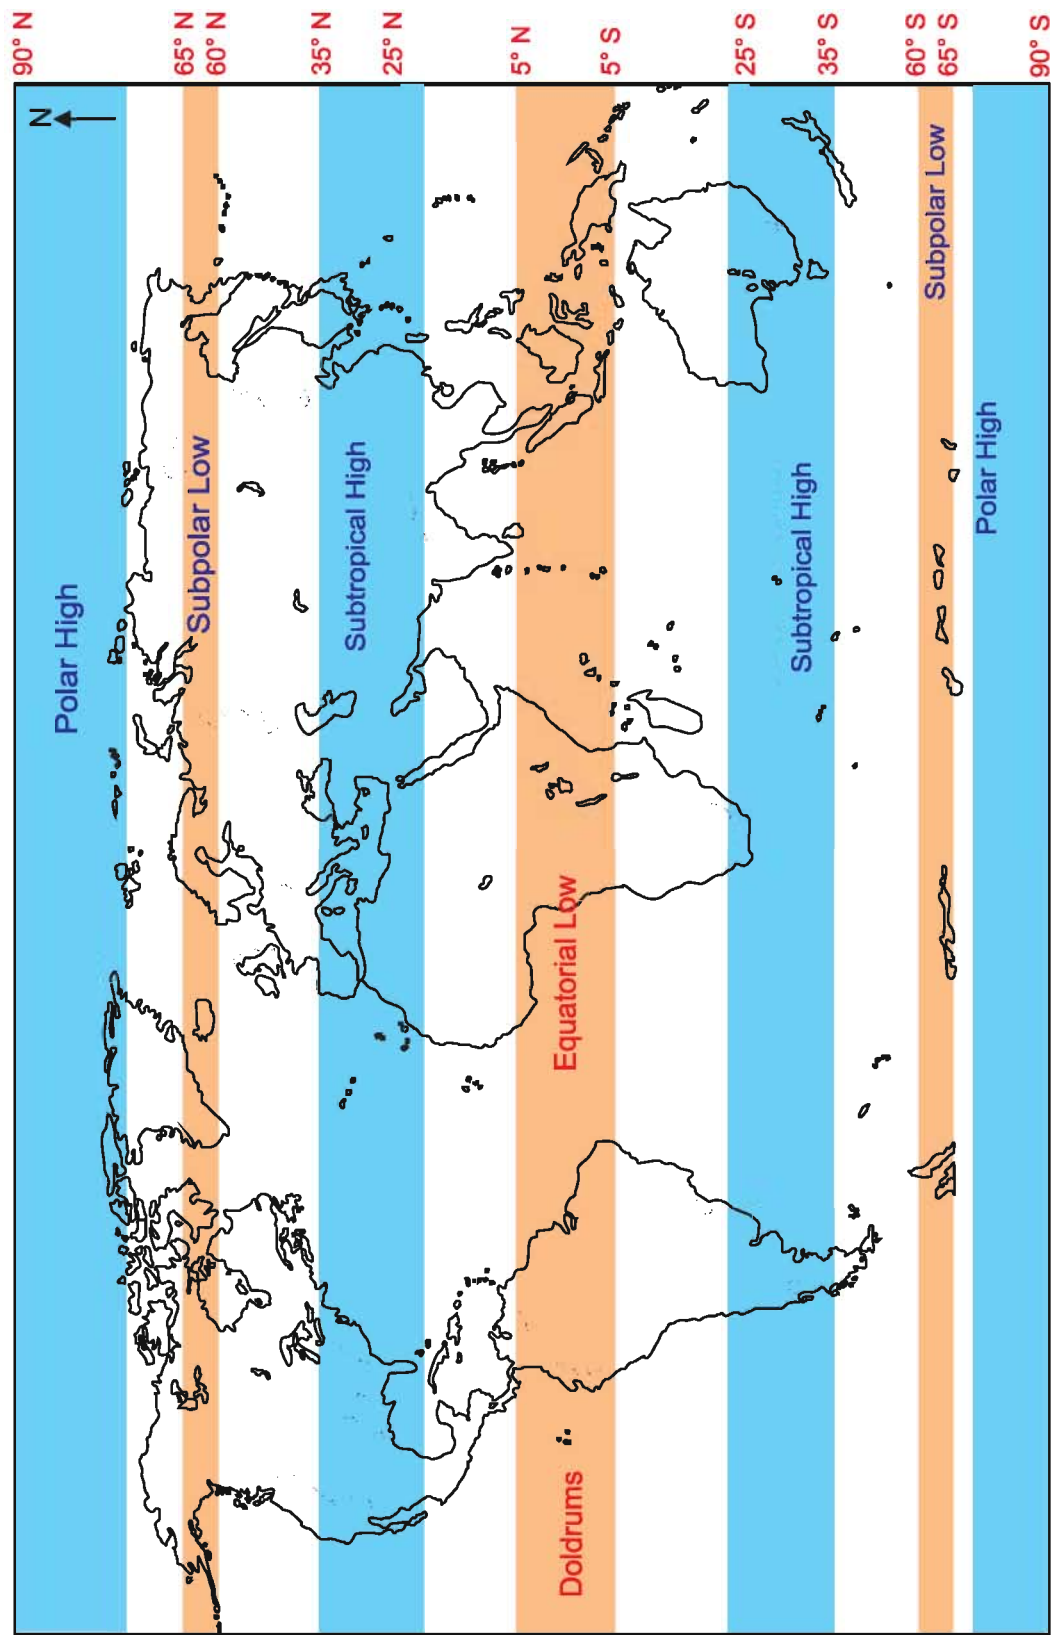 90° N
65° N
60° N
35° N
25° N
5° N
5° S
25° S
35° S
60° S
65° S
90° S
N
Polar High
Subpolar Low
Subtropical High
Doldrums
Equatorial Low
Subtropical High
Subpolar Low
Polar High